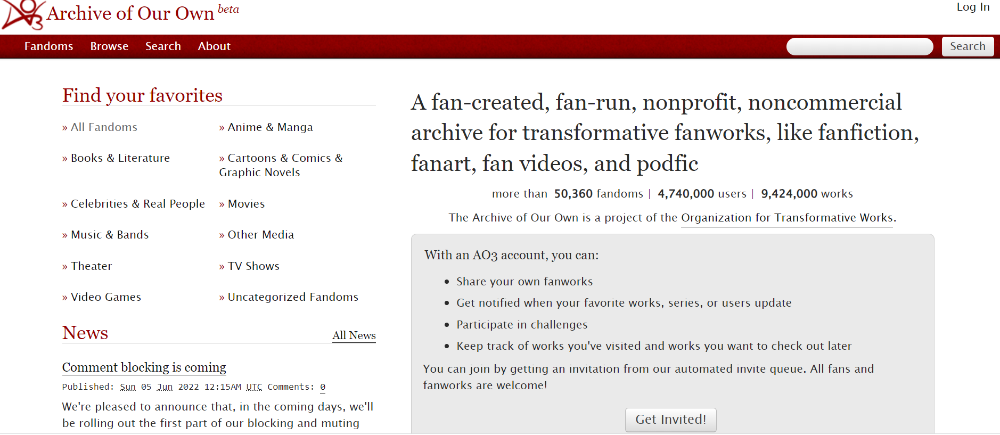 Archive of Our Own beta
Log In
Fandoms Browse Search About
Search
Find your favorites
» All Fandoms
» Anime & Manga
» Books & Literature
» Cartoons & Comics &
Graphic Novels
» Celebrities & Real People
» Movies
» Music & Bands
» Other Media
» Theater
» TV Shows
» Video Games
» Uncategorized Fandoms
News
All News
Comment blocking is coming
Published: Sun 05 Jun 2022 12:15AM UTC Comments: 0
We're pleased to announce that, in the coming days, we'll
be rolling out the first part of our blocking and muting
A fan-created, fan-run, nonprofit, noncommercial
archive for transformative fanworks, like fanfiction,
fanart, fan videos, and podfic
more than 50,360 fandoms | 4,740,000 users | 9,424,000 works
The Archive of Our Own is a project of the Organization for Transformative Works.
With an AO3 account, you can:
• Share your own fanworks
• Get notified when your favorite works, series, or users update
• Participate in challenges
• Keep track of works you've visited and works you want to check out later
You can join by getting an invitation from our automated invite queue. All fans and
fanworks are welcome!
Get Invited!